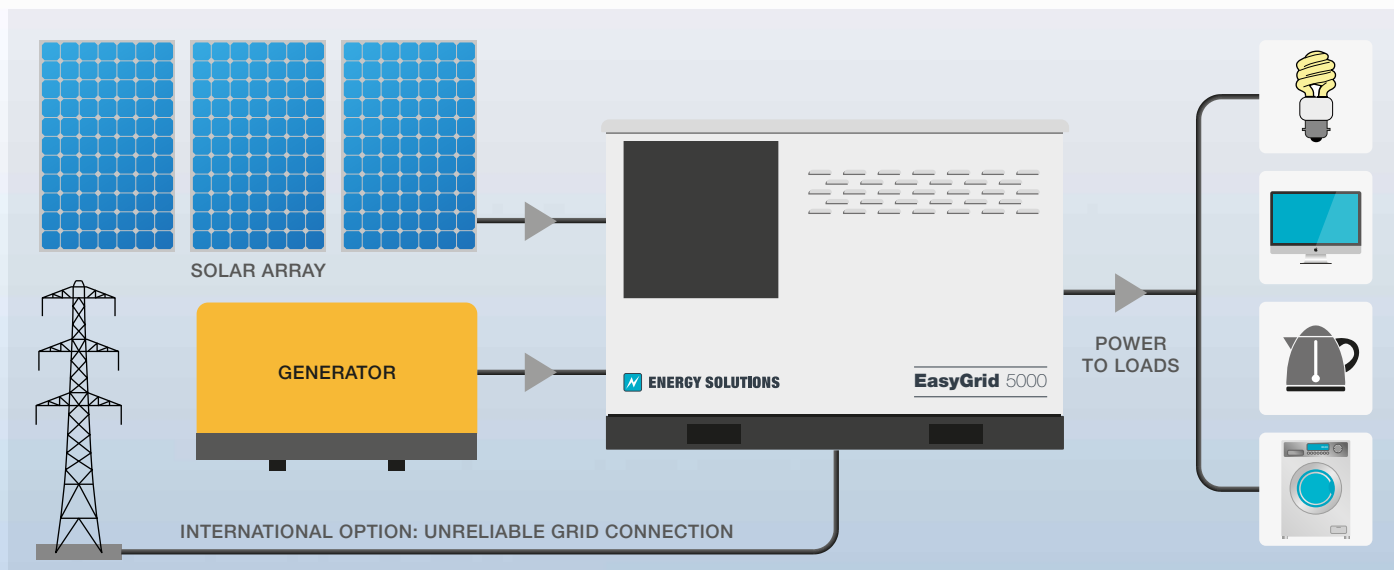 SOLAR ARRAY
GENERATOR
ENERGY SOLUTIONS
EasyGrid 5000
POWER
TO LOADS
INTERNATIONAL OPTION: UNRELIABLE GRID CONNECTION